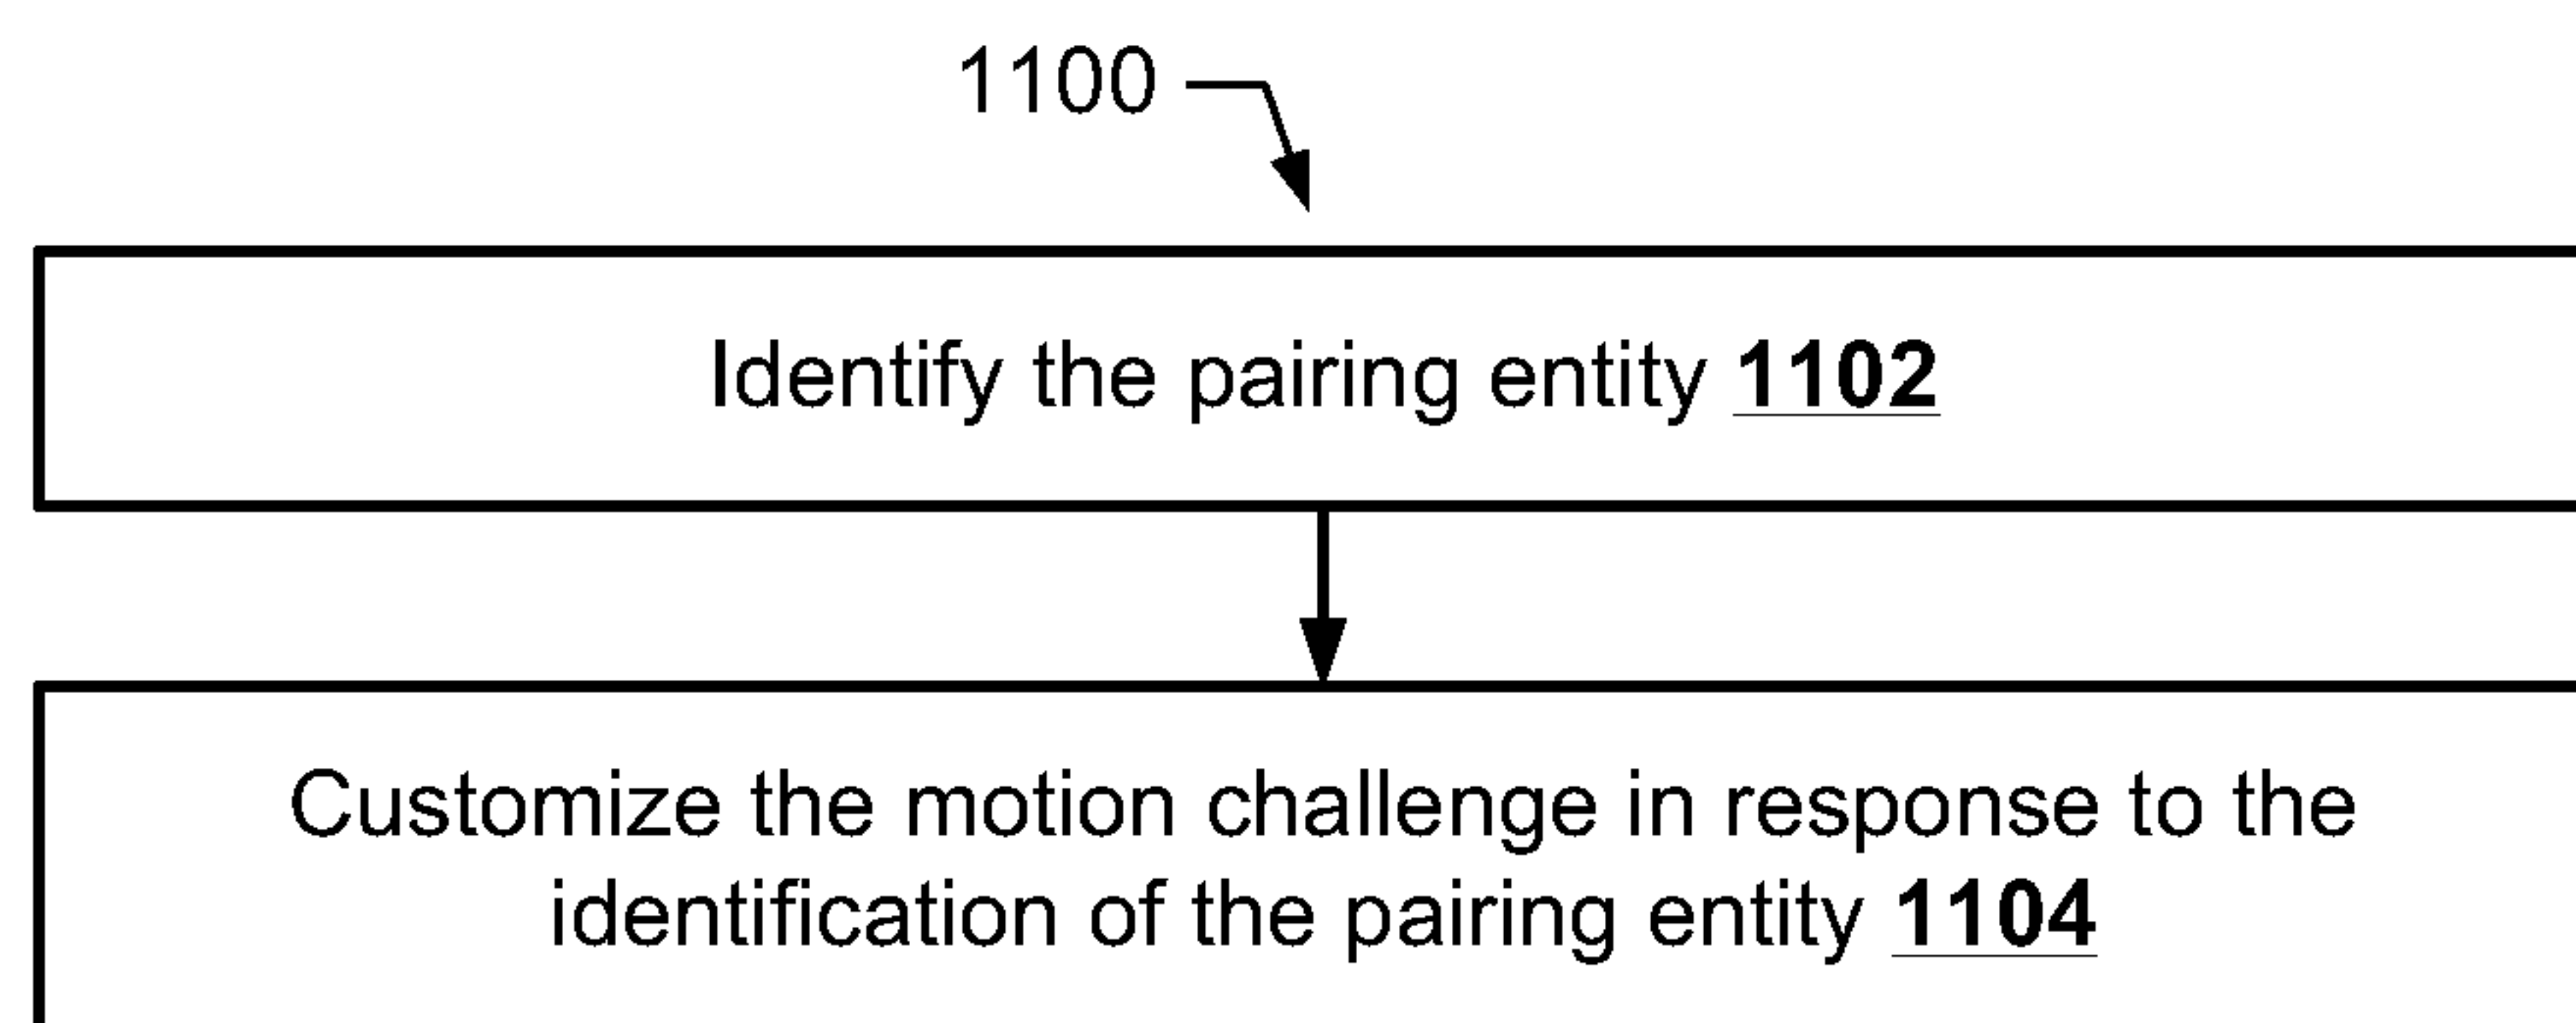 1100
Identify the pairing entity 1102
Customize the motion challenge in response to the
identification of the pairing entity 1104